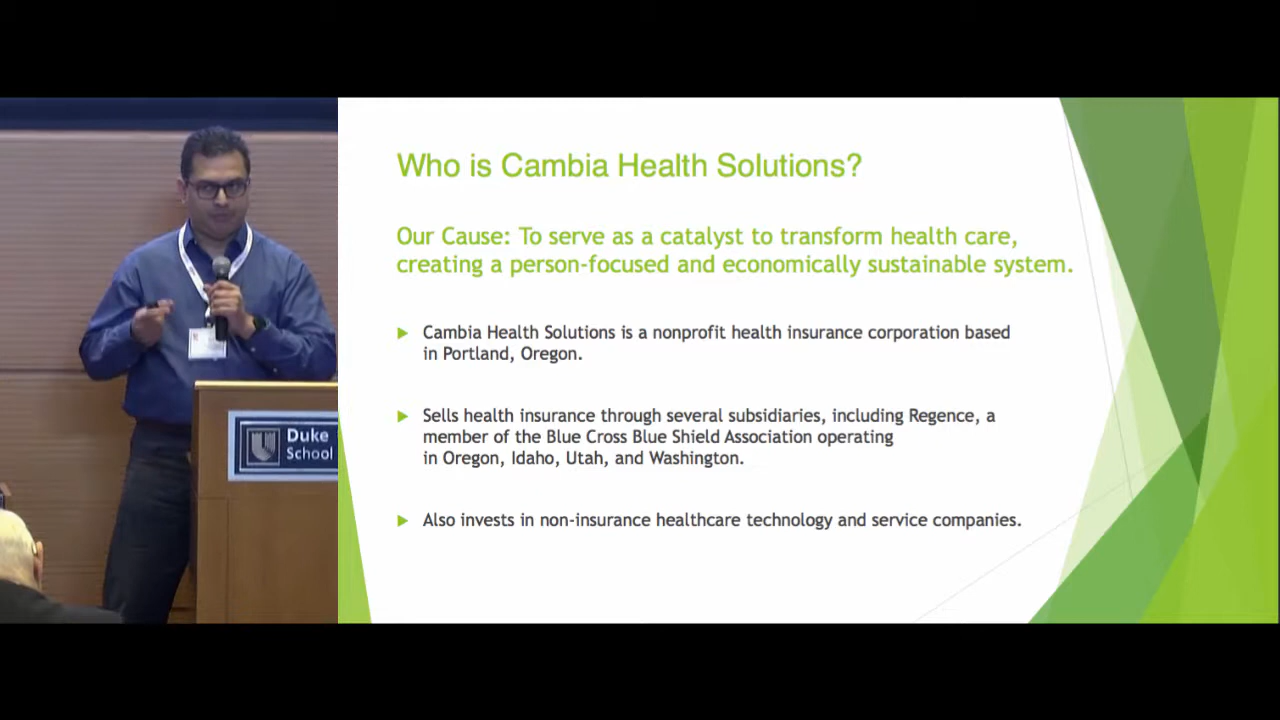 Who is Cambia Health Solutions?
Our Cause: To serve as a catalyst to transform health care,
creating a person-focused and economically sustainable system.
Cambia Health Solutions is a nonprofit health insurance corporation based
in Portland, Oregon.
Sells health insurance through several subsidiaries, including Regence, a
member of the Blue Cross Blue Shield Association operating
in Oregon, Idaho, Utah, and Washington.
Also invests in non-insurance healthcare technology and service companies.
Duke
School